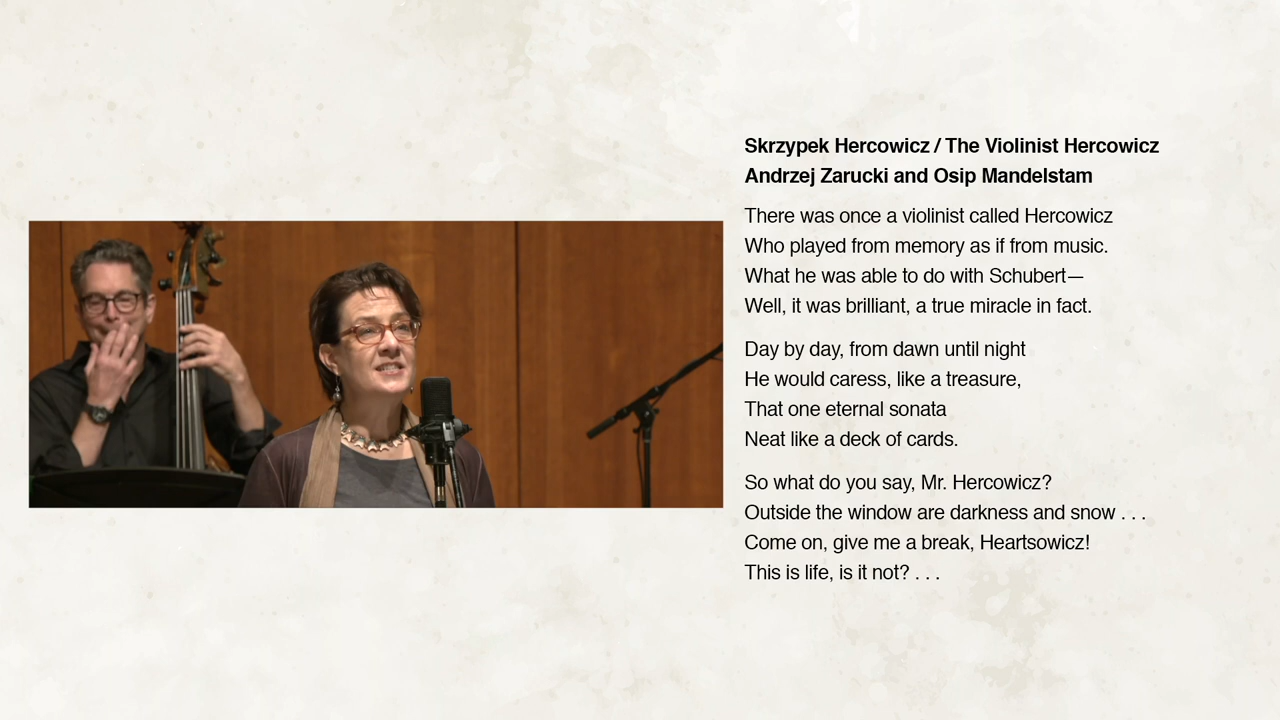 Skrzypek Hercowicz / The Violinist Hercowicz
Andrzej Zarucki and Osip Mandelstam
There was once a violinist called Hercowicz
Who played from memory as if from music.
What he was able to do with Schubert—
Well, it was brilliant, a true miracle in fact.
Day by day, from dawn until night
He would caress, like a treasure,
That one eternal sonata
Neat like a deck of cards.
So what do you say, Mr. Hercowicz?
Outside the window are darkness and snow . . .
Come on, give me a break, Heartsowicz!
This is life, is it not? . . .